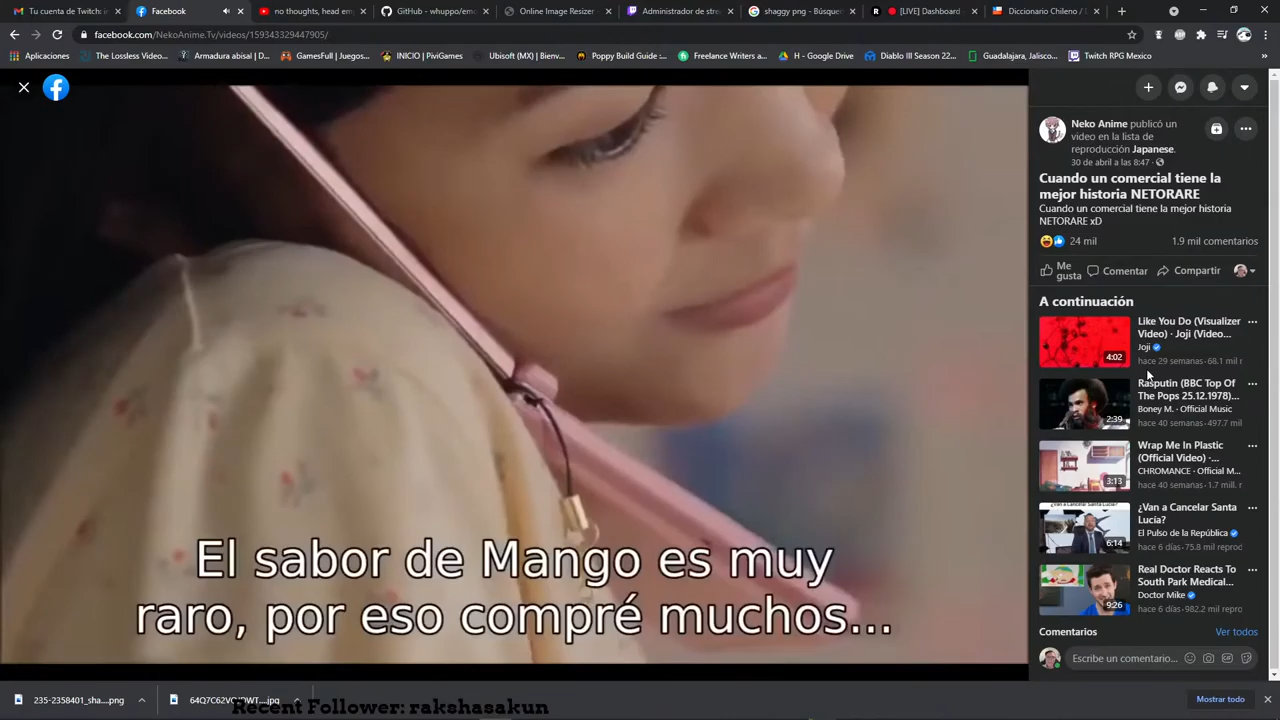 Tu cuenta de Twitch: in
Facebook
no thoughts, head em
GitHub - whuppo/emo
Online Image Resizer
Administrador de stre
shaggy png - Búsque
[LIVE] Dashboard
Diccionario Chileno / T
facebook.com/NekoAnime.Tv/videos/159343329447905/
Aplicaciones
The Lossless Video...
Armadura abisal | D...
GamesFull | Juegos...
INICIO | PiviGames
Ubisoft (MX) | Bienv...
Poppy Build Guide :...
Freelance Writers a...
H - Google Drive
Diablo III Season 22...
Guadalajara, Jalisco...
Twitch RPG Mexico
Neko Anime publicó un
video en la lista de
reproducción Japanese.
30 de abril a las 8:47
Cuando un comercial tiene la
mejor historia NETORARE
Cuando un comercial tiene la mejor historia
NETORARE xD
24 mil
1.9 mil comentarios
Me
gusta
Comentar
Compartir
A continuación
4:02
Like You Do (Visualizer
Video) · Joji (Video...
Joji
hace 29 semanas · 68.1 mil r
2:39
Rasputin (BBC Top Of
The Pops 25.12.1978)...
Boney M. · Official Music
hace 40 semanas · 497.7 mil
3:13
Wrap Me In Plastic
(Official Video) ·...
CHROMANCE · Official M...
hace 40 semanas · 1.7 mill. r
6:14
¿Van a Cancelar Santa
Lucía?
El Pulso de la República
hace 6 días · 75.8 mil reprod
9:26
Real Doctor Reacts To
South Park Medical...
Doctor Mike
hace 6 días · 982.2 mil repr
Comentarios
Ver todos
Escribe un comentario...
El sabor de Mango es muy
raro, por eso compré muchos...
235-2358401_sha....png
Recent Follower: rakshasakun
Mostrar todo